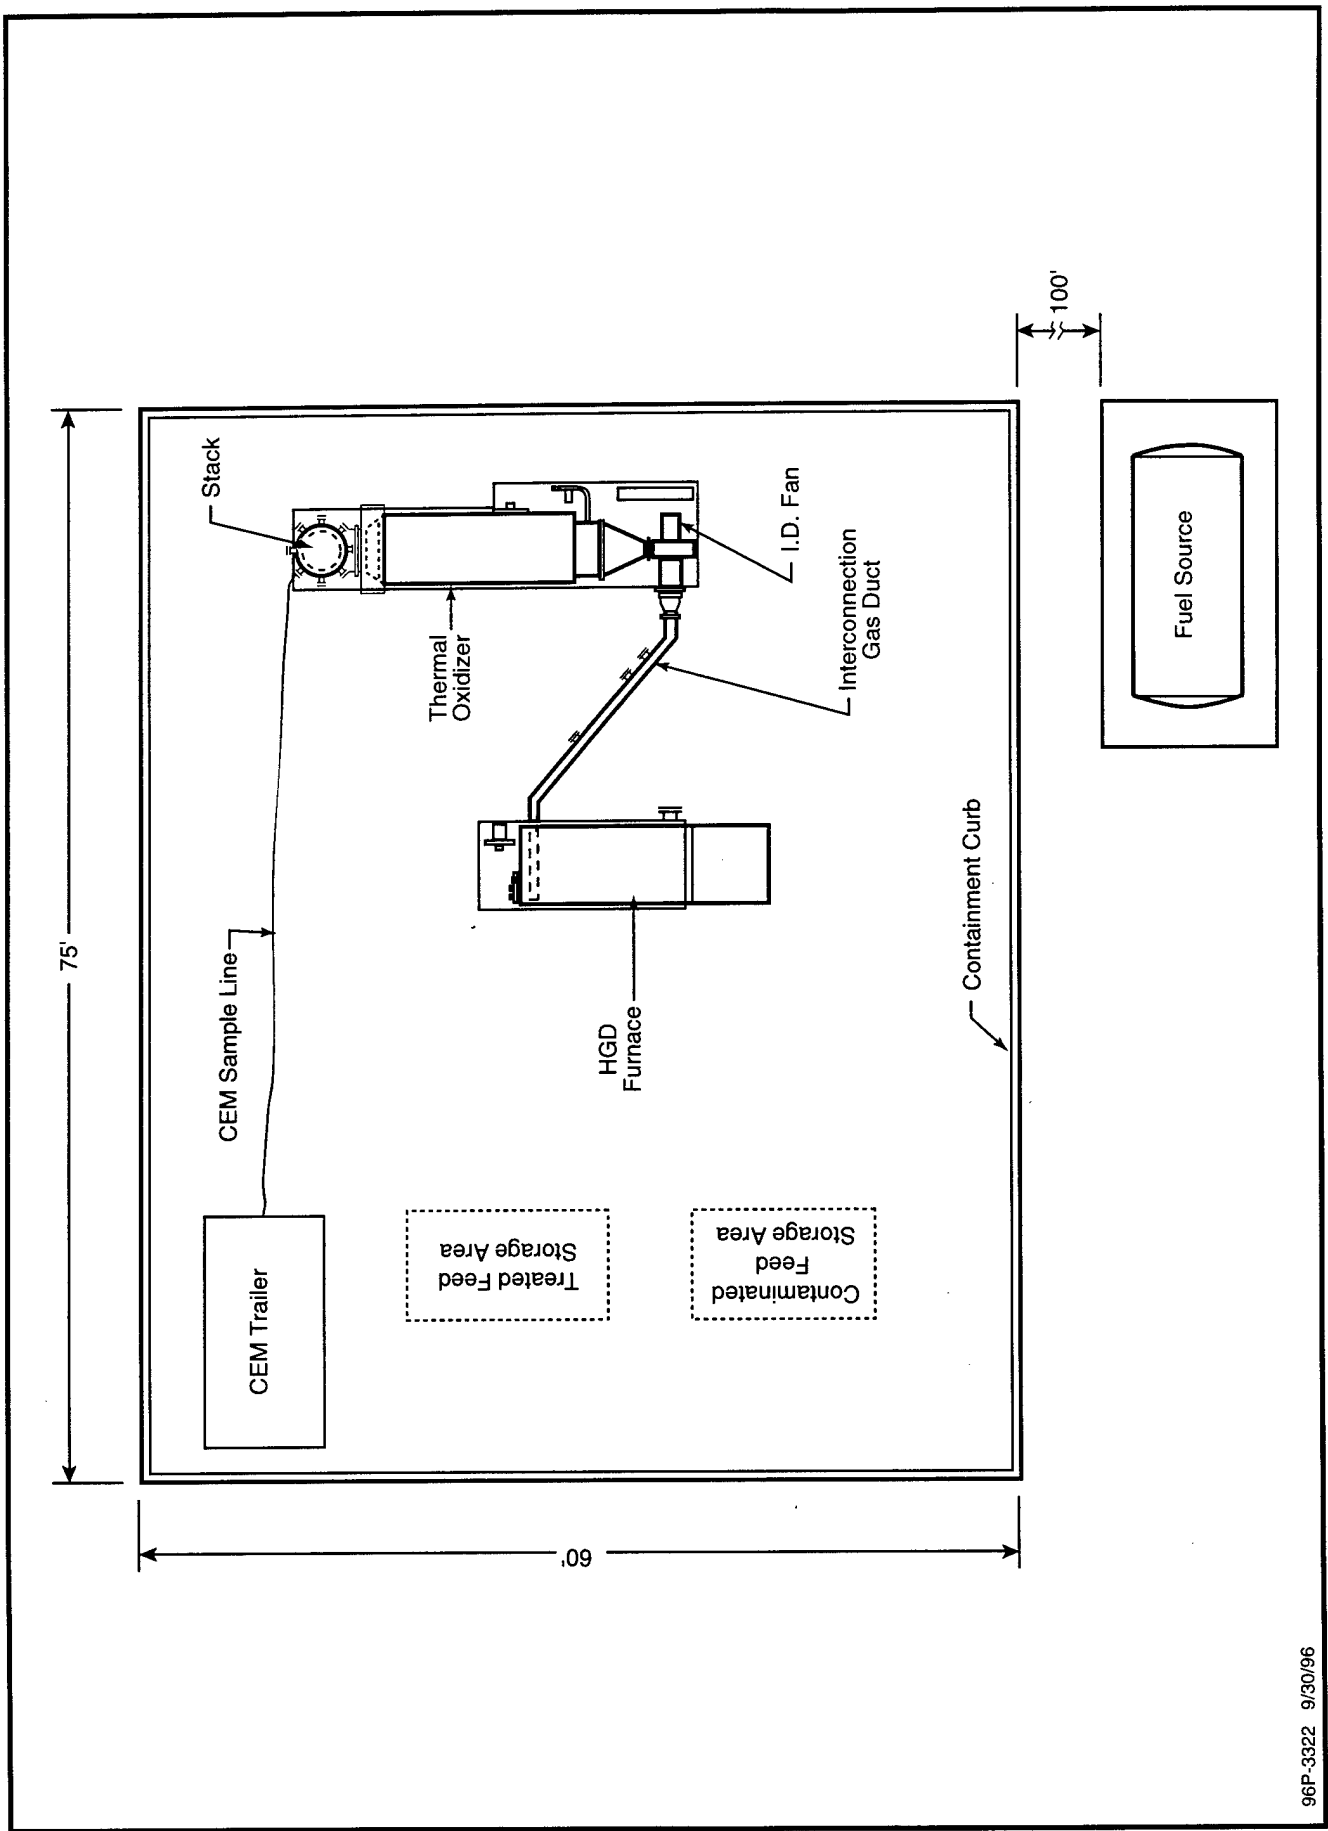 75'
60'
100'
Stack
CEM Sample Line
CEM Trailer
Thermal
Oxidizer
I.D. Fan
Interconnection
Gas Duct
HGD
Furnace
Treated Feed
Storage Area
Contaminated
Feed
Storage Area
Containment Curb
Fuel Source
96P-3322 9/30/96